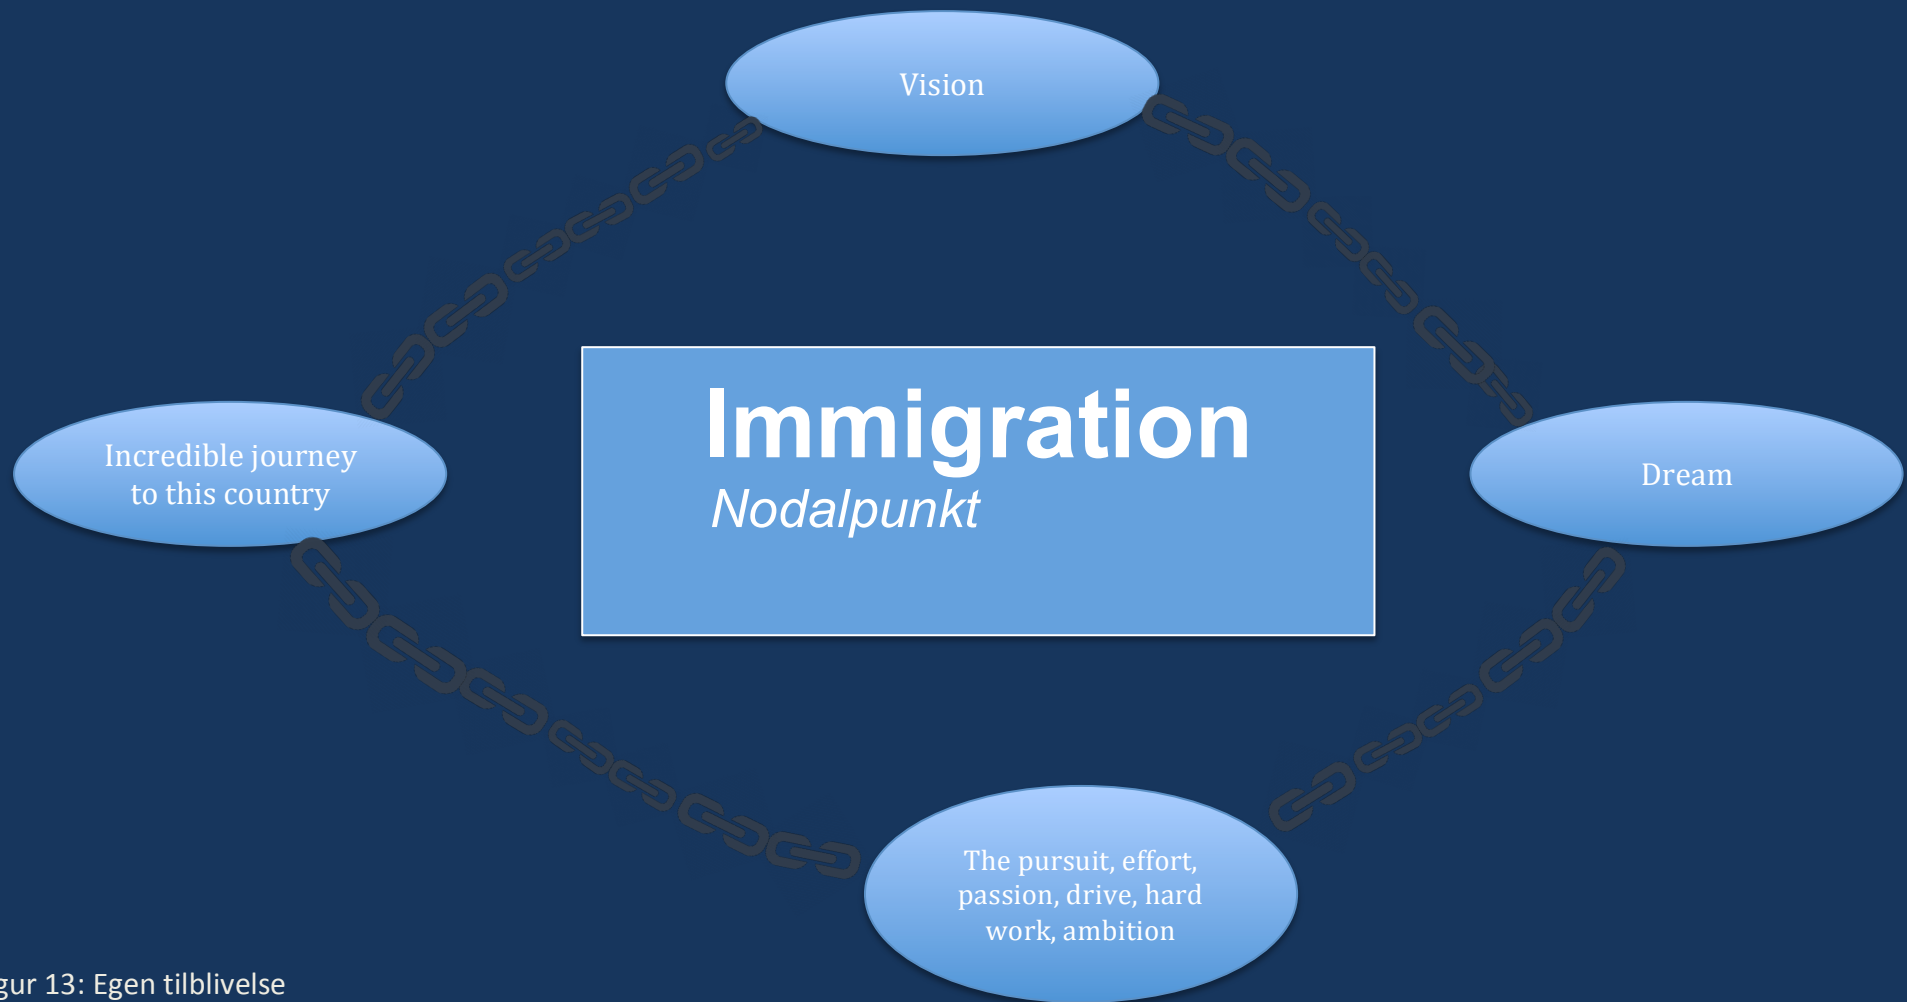 Vision
Immigration
Nodalpunkt
Incredible journey
to this country
Dream
The pursuit, effort,
passion, drive, hard
work, ambition
gur 13: Egen tilblivelse